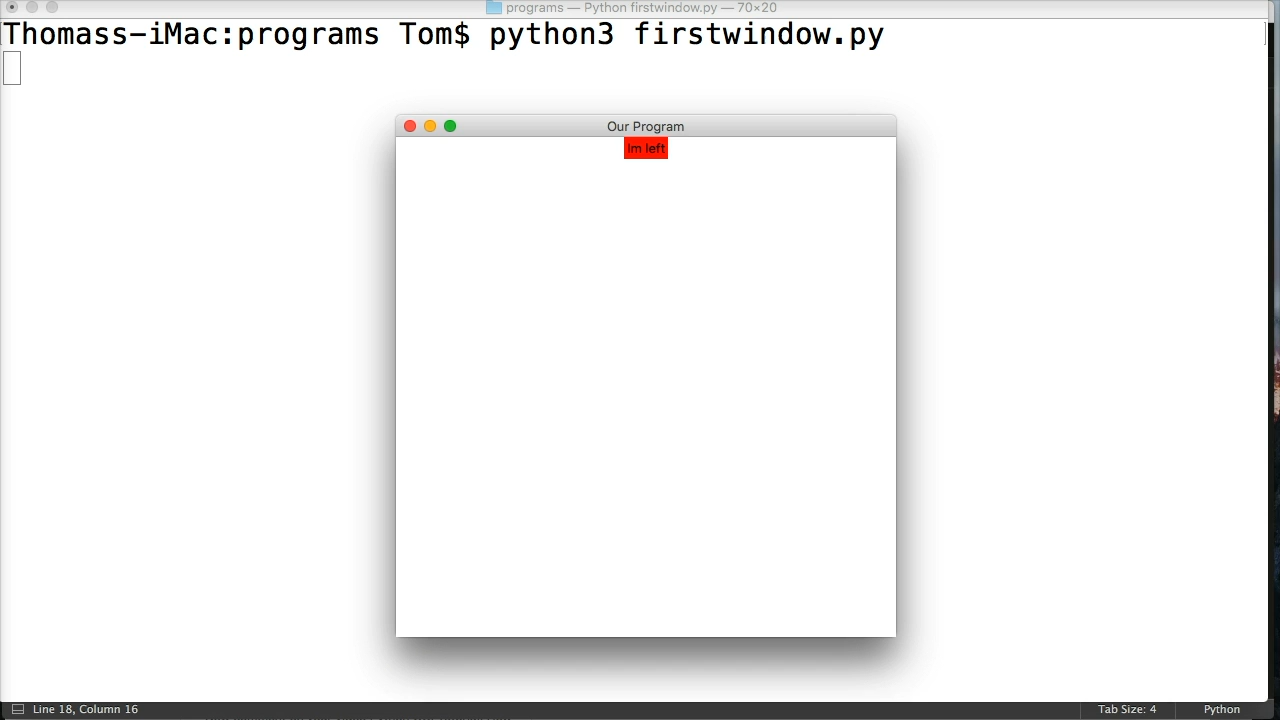 programs — Python firstwindow.py — 70×20
Thomass-iMac:programs Tom$ python3 firstwindow.py
Our Program
Im left
Line 18, Column 16
Tab Size: 4
Python